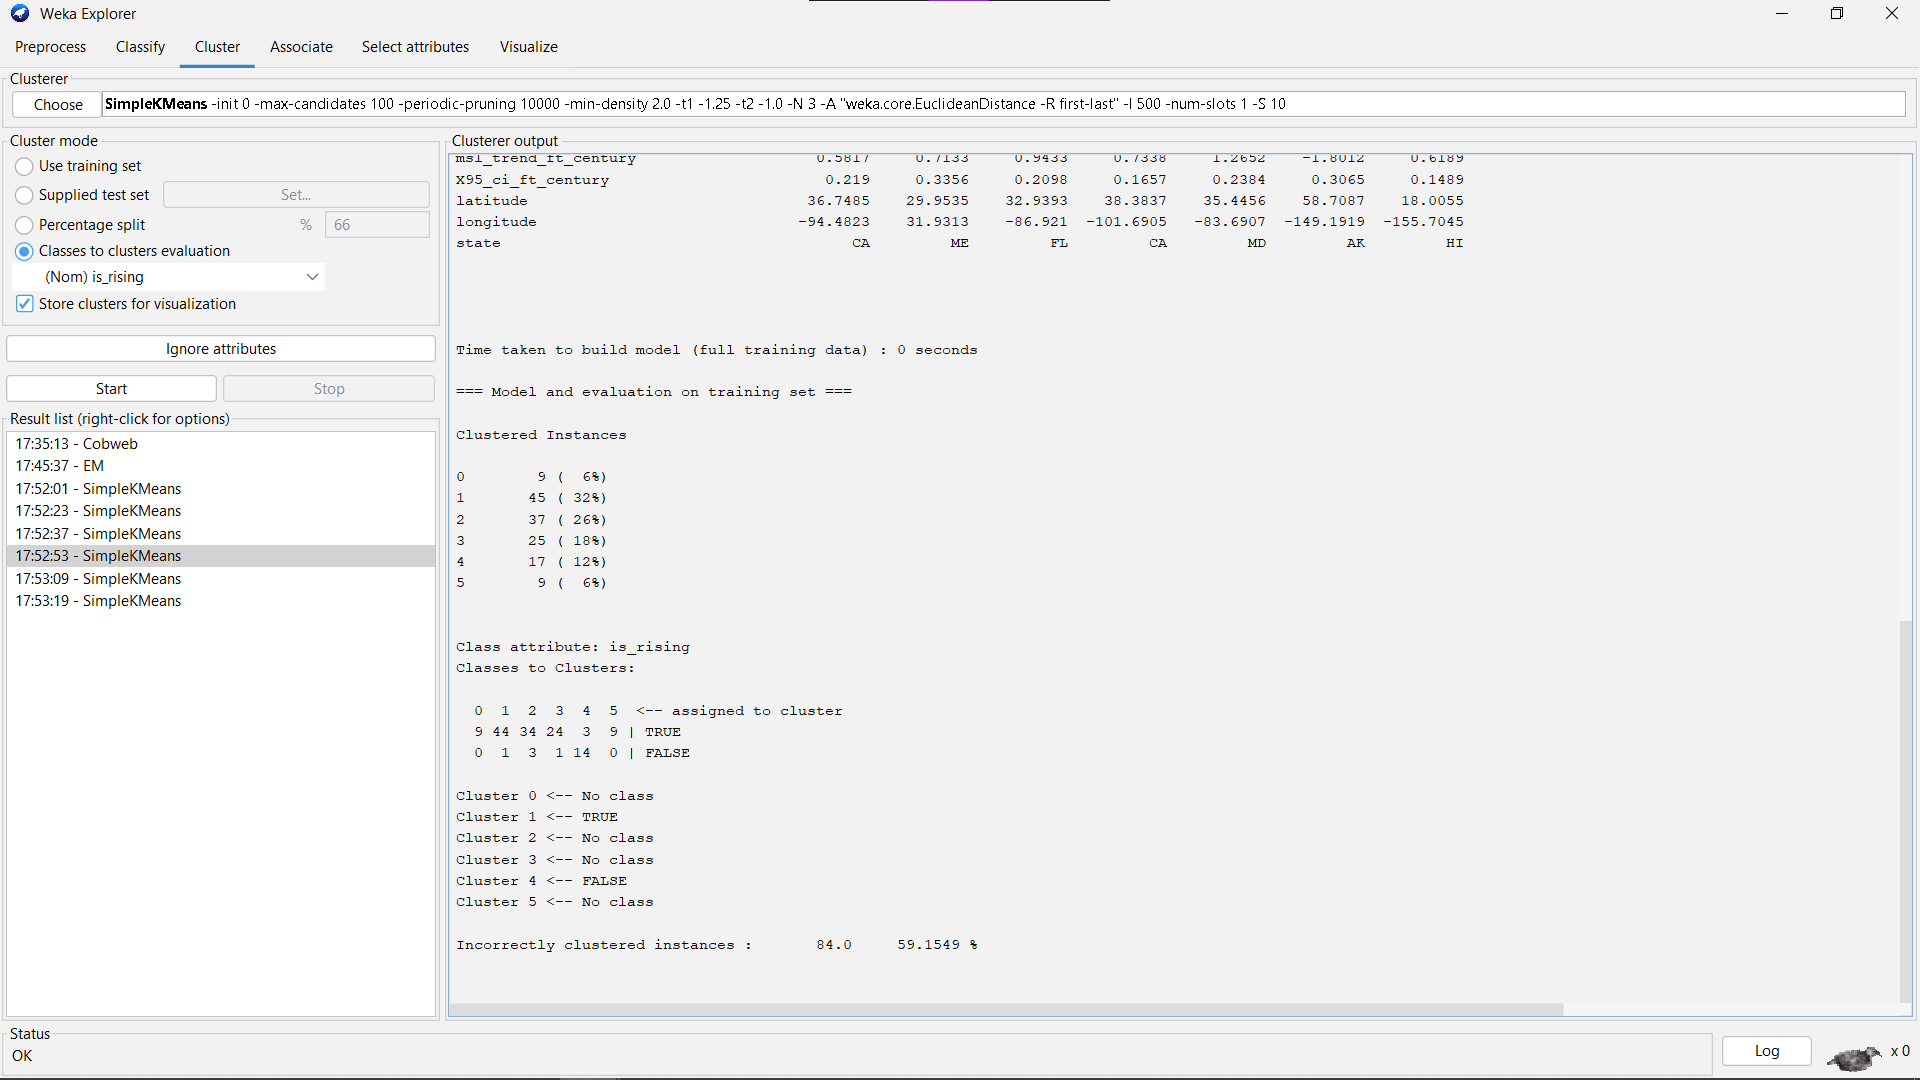 Weka Explorer
Preprocess Classify Cluster Associate Select attributes Visualize
Clusterer
Choose SimpleKMeans -init 0 -max-candidates 100 -periodic-pruning 10000 -min-density 2.0 -t1 -1.25 -t2 -1.0 -N 3 -A "weka.core.EuclideanDistance -R first-last" -I 500 -num-slots 1 -S 10
Cluster mode
Use training set
Supplied test set Set...
Percentage split % 66
Classes to clusters evaluation
(Nom) is_rising
Store clusters for visualization
Ignore attributes
Start Stop
Result list (right-click for options)
17:35:13 - Cobweb
17:45:37 - EM
17:52:01 - SimpleKMeans
17:52:23 - SimpleKMeans
17:52:37 - SimpleKMeans
17:52:53 - SimpleKMeans
17:53:09 - SimpleKMeans
17:53:19 - SimpleKMeans
Clusterer output
msl_trend_ft_century 0.5817 0.7133 0.9433 0.7338 1.2652 -1.8012 0.6189
X95_ci_ft_century 0.219 0.3356 0.2098 0.1657 0.2384 0.3065 0.1489
latitude 36.7485 29.9535 32.9393 38.3837 35.4456 58.7087 18.0055
longitude -94.4823 31.9313 -86.921 -101.6905 -83.6907 -149.1919 -155.7045
state CA ME FL CA MD AK HI
Time taken to build model (full training data) : 0 seconds
=== Model and evaluation on training set ===
Clustered Instances
0 9 ( 6%)
1 45 ( 32%)
2 37 ( 26%)
3 25 ( 18%)
4 17 ( 12%)
5 9 ( 6%)
Class attribute: is_rising
Classes to Clusters:
0 1 2 3 4 5 <-- assigned to cluster
9 44 34 24 3 9 | TRUE
0 1 3 1 14 0 | FALSE
Cluster 0 <-- No class
Cluster 1 <-- TRUE
Cluster 2 <-- No class
Cluster 3 <-- No class
Cluster 4 <-- FALSE
Cluster 5 <-- No class
Incorrectly clustered instances : 84.0 59.1549 %
Status
OK
Log x 0